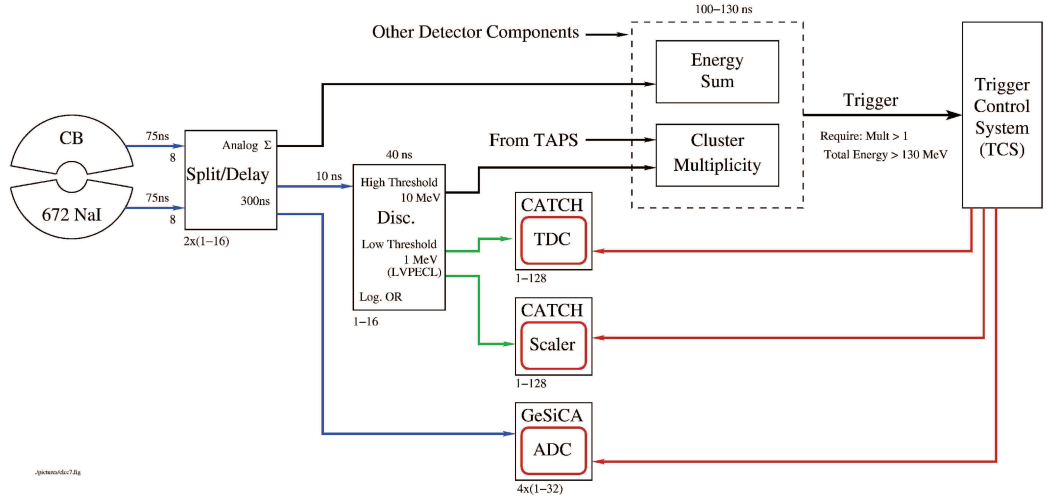 100−130 ns
Other Detector Components
Energy
Sum
Trigger
Trigger
Control
System
(TCS)
Require: Mult > 1
Total Energy > 130 MeV
CB
75ns
8
Analog Σ
Split/Delay
From TAPS
Cluster
Multiplicity
40 ns
10 ns
High Threshold
10 MeV
672 NaI
75ns
8
300ns
2x(1−16)
Disc.
Low Threshold
1 MeV
(LVPECL)
Log. OR
1−16
CATCH
TDC
1−128
CATCH
Scaler
1−128
GeSiCA
ADC
4x(1−32)